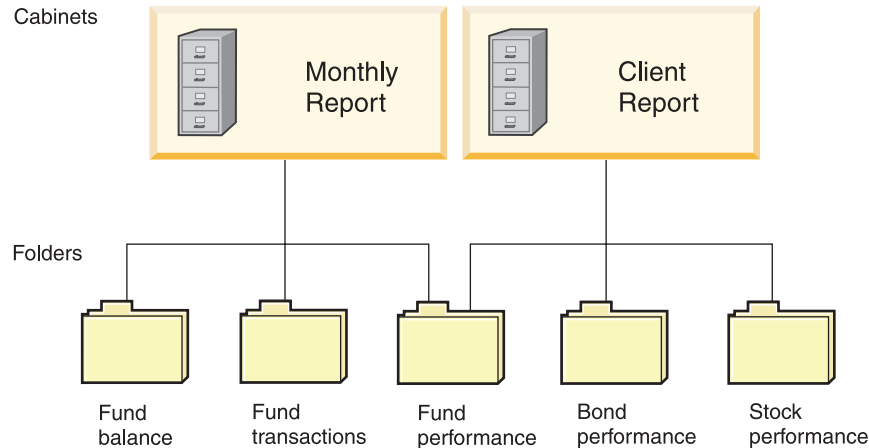 Cabinets
Monthly
Report
Client
Report
Folders
Fund
balance
Fund
transactions
Fund
performance
Bond
performance
Stock
performance